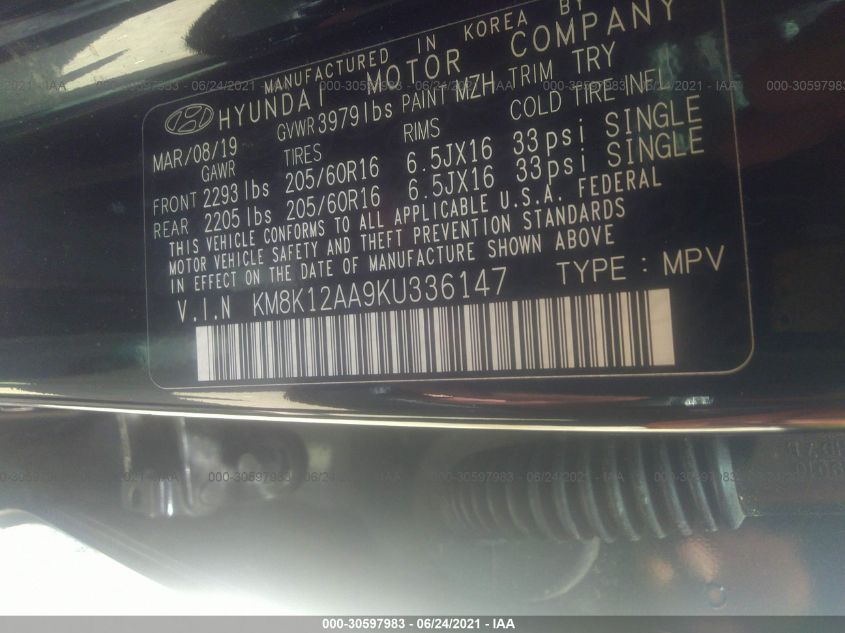 MANUFACTURED IN KOREA BY
HYUNDAI MOTOR COMPANY
MAR/08/19 GVWR 3979 lbs PAINT MZH TRIM TRY
GAWR TIRES RIMS COLD TIRE INFL
FRONT 2293 lbs 205/60R16 6.5JX16 33 psi SINGLE
REAR 2205 lbs 205/60R16 6.5JX16 33 psi SINGLE
THIS VEHICLE CONFORMS TO ALL APPLICABLE U.S.A. FEDERAL
MOTOR VEHICLE SAFETY AND THEFT PREVENTION STANDARDS
IN EFFECT ON THE DATE OF MANUFACTURE SHOWN ABOVE
V.I.N KM8K12AA9KU336147 TYPE : MPV
000-30597983 - 06/24/2021 - IAA